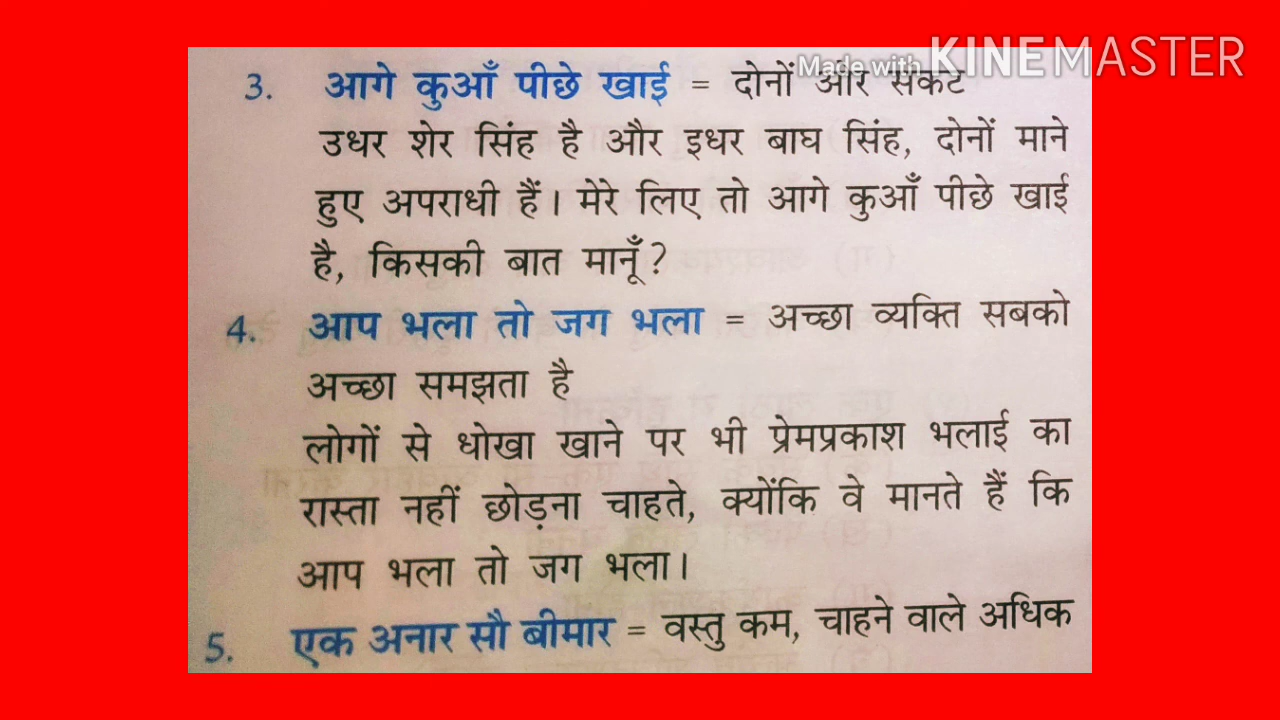 Made with KINEMASTER
3. आगे कुआँ पीछे खाई = दोनों ओर संकट
उधर शेर सिंह है और इधर बाघ सिंह, दोनों माने
हुए अपराधी हैं। मेरे लिए तो आगे कुआँ पीछे खाई
है, किसकी बात मानूँ?
4. आप भला तो जग भला = अच्छा व्यक्ति सबको
अच्छा समझता है
लोगों से धोखा खाने पर भी प्रेमप्रकाश भलाई का
रास्ता नहीं छोड़ना चाहते, क्योंकि वे मानते हैं कि
आप भला तो जग भला।
5. एक अनार सौ बीमार = वस्तु कम, चाहने वाले अधिक